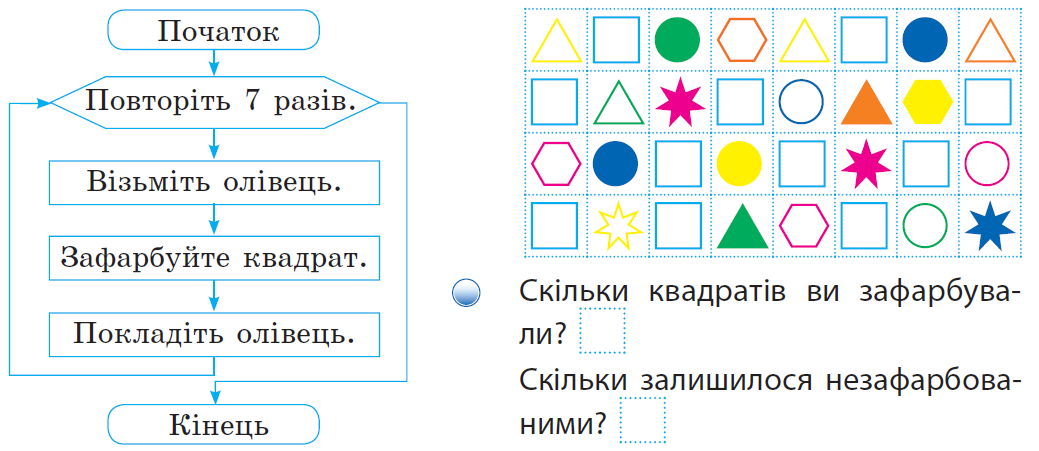 Початок
Повторіть 7 разів.
Візьміть олівець.
Зафарбуйте квадрат.
Покладіть олівець.
Кінець
Скільки квадратів ви зафарбува-
ли?
Скільки залишилося незафарбова-
ними?